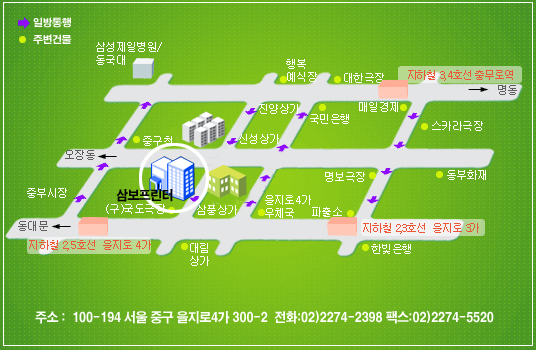 일방통행
주변건물
삼성제일병원/
동국대
행복
예식장
대한극장
지하철 3,4호선 충무로역
명동
진양상가
국민은행
매일경제
스카라극장
중구청
신성상가
오장동
중부시장
삼보프린터
(구)국도극장
삼풍상가
을지로4가
우체국
명보극장
동부화재
파출소
동대문
지하철 2,5호선 을지로 4가
대림
상가
지하철 2,3호선 을지로 3가
한빛은행
주소 : 100-194 서울 중구 을지로4가 300-2 전화:02)2274-2398 팩스:02)2274-5520